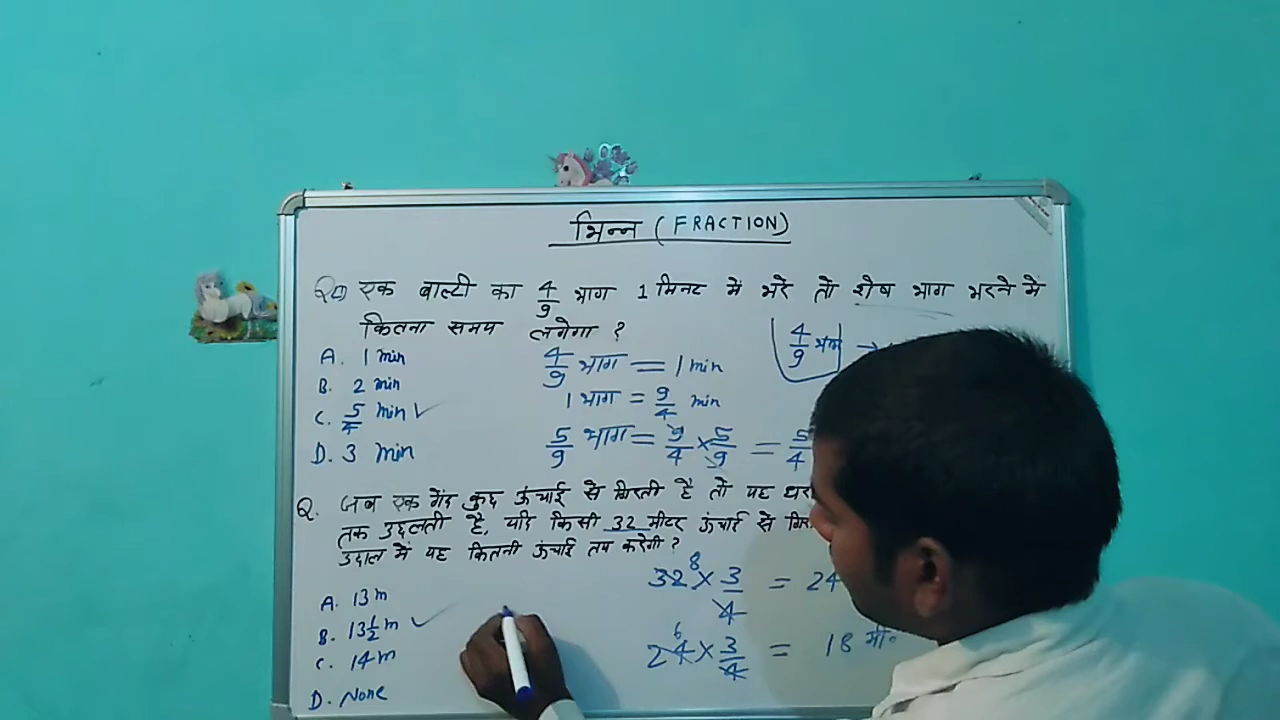 भिन्न ( FRACTION )
Q(1) एक बाल्टी का 4/9 भाग 1 मिनट में भरे तो शेष भाग भरने में
कितना समय लगेगा ?
4/9 भाग →
A. 1 min
4/9 भाग = 1 min
B. 2 min
1 भाग = 9/4 min
C. 5/4 min ✓
5/9 भाग = 9/4 × 5/9 = 5/4
D. 3 min
Q. जब एक गेंद कुछ ऊंचाई से गिरती है तो यह
तक उछलती है, यदि किसी 32 मीटर ऊंचाई से
उछाल में यह कितनी ऊंचाई तय करेगी ?
32 8 × 3/4 = 24
A. 13 m
B. 13 1/2 m ✓
24 6 × 3/4 = 18 मी०
C. 14 m
D. None